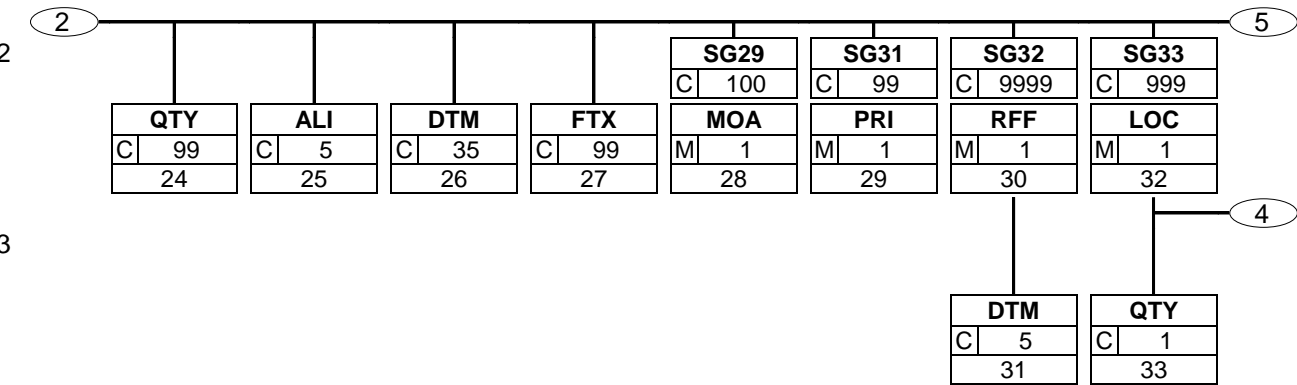 2 5
2
SG29 SG31 SG32 SG33
C 100 C 99 C 9999 C 999
QTY ALI DTM FTX MOA PRI RFF LOC
C 99 C 5 C 35 C 99 M 1 M 1 M 1 M 1
24 25 26 27 28 29 30 32
4
3
DTM QTY
C 5 C 1
31 33